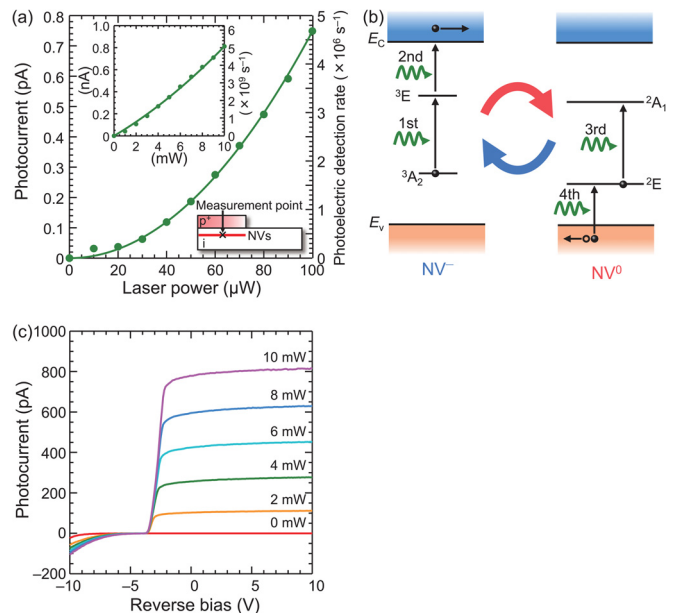 (a)
Photocurrent (pA)
0.8
0.7
0.6
0.5
0.4
0.3
0.2
0.1
0
0
20
40
60
80
100
Laser power (μW)
5
4
3
2
1
0
Photoelectric detection rate (× 10⁶ sec⁻¹)
1.0
0.8
0.6
0.4
0.2
0
(nA)
0
2
4
6
8
10
(mW)
6
5
4
3
2
1
0
(× 10⁹ s⁻¹)
Measurement point
p⁺
NVs
i
(b)
E_C
2nd
³E
1st
³A₂
E_v
NV⁻
²A₁
3rd
²E
4th
NV⁰
(c)
Photocurrent (pA)
1000
800
600
400
200
0
−200
−10
−5
0
5
10
Reverse bias (V)
10 mW
8 mW
6 mW
4 mW
2 mW
0 mW